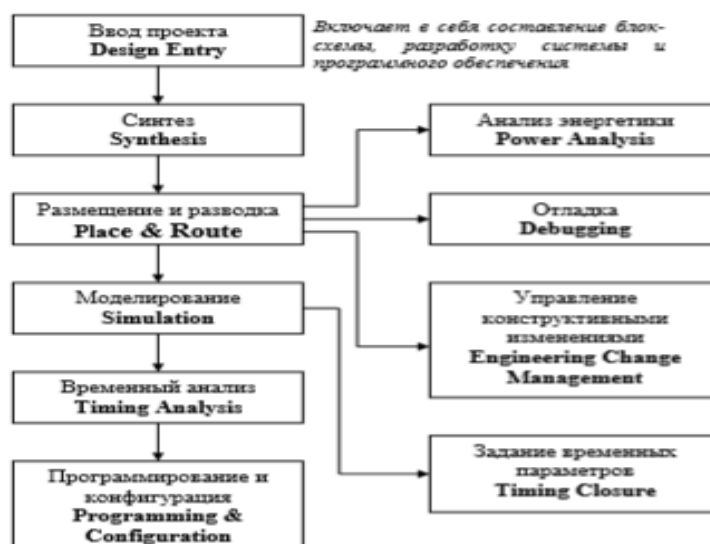 Ввод проекта
Design Entry
Включает в себя составление блок-
схемы, разработку системы и
программного обеспечения
Синтез
Synthesis
Анализ энергетики
Power Analysis
Размещение и разводка
Place & Route
Отладка
Debugging
Моделирование
Simulation
Управление
конструктивными
изменениями
Engineering Change
Management
Временный анализ
Timing Analysis
Задание временных
параметров
Timing Closure
Программирование и
конфигурация
Programming &
Configuration